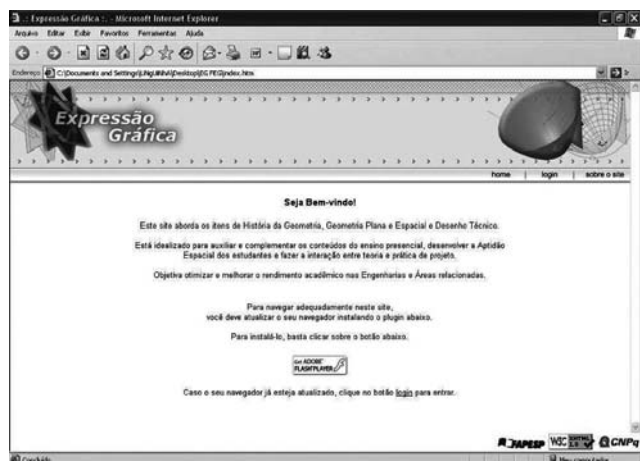 .: Expressão Gráfica :. - Microsoft Internet Explorer
Arquivo Editar Exibir Favoritos Ferramentas Ajuda
Endereço
Expressão
Gráfica
home | login | sobre o site
Seja Bem-vindo!
Este site aborda os itens de História da Geometria, Geometria Plana e Espacial e Desenho Técnico.
Está idealizado para auxiliar e complementar os conteúdos do ensino presencial, desenvolver a Aptidão
Espacial dos estudantes e fazer a interação entre teoria e prática de projeto.
Objetiva otimizar e melhorar o rendimento acadêmico nas Engenharias e Áreas relacionadas.
Para navegar adequadamente neste site,
você deve atualizar o seu navegador instalando o plugin abaixo.
Para instalá-lo, basta clicar sobre o botão abaixo.
Get ADOBE
FLASH PLAYER
Caso o seu navegador já esteja atualizado, clique no botão login para entrar.
FAPESP W3C CNPq
Concluído Meu computador